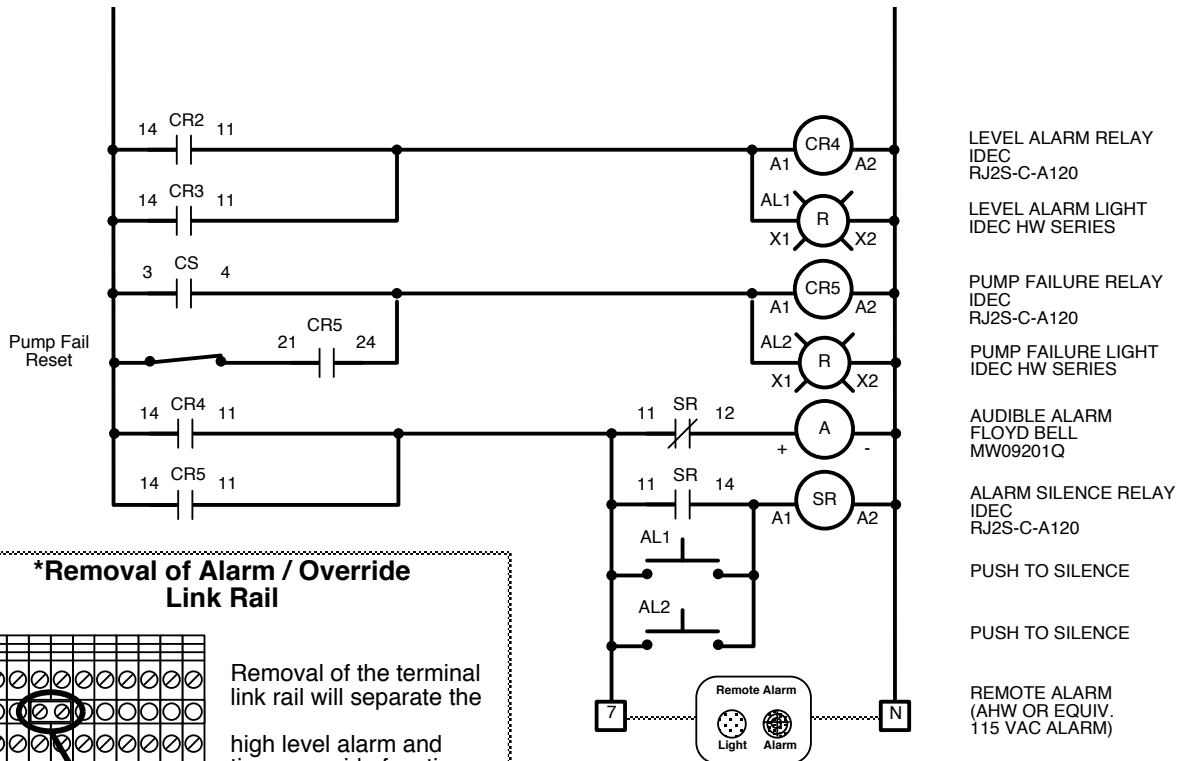 CR2
14 11
CR4
A1 A2
LEVEL ALARM RELAY
IDEC
RJ2S-C-A120
CR3
14 11
AL1
R
X1 X2
LEVEL ALARM LIGHT
IDEC HW SERIES
CS
3 4
CR5
A1 A2
PUMP FAILURE RELAY
IDEC
RJ2S-C-A120
Pump Fail
Reset
CR5
21 24
AL2
R
X1 X2
PUMP FAILURE LIGHT
IDEC HW SERIES
CR4
14 11
SR
11 12
A
+ -
AUDIBLE ALARM
FLOYD BELL
MW09201Q
CR5
14 11
SR
11 14
SR
A1 A2
ALARM SILENCE RELAY
IDEC
RJ2S-C-A120
AL1
PUSH TO SILENCE
AL2
PUSH TO SILENCE
7
Remote Alarm
Light Alarm
N
REMOTE ALARM
(AHW OR EQUIV.
115 VAC ALARM)
*Removal of Alarm / Override
Link Rail
Removal of the terminal
link rail will separate the
high level alarm and